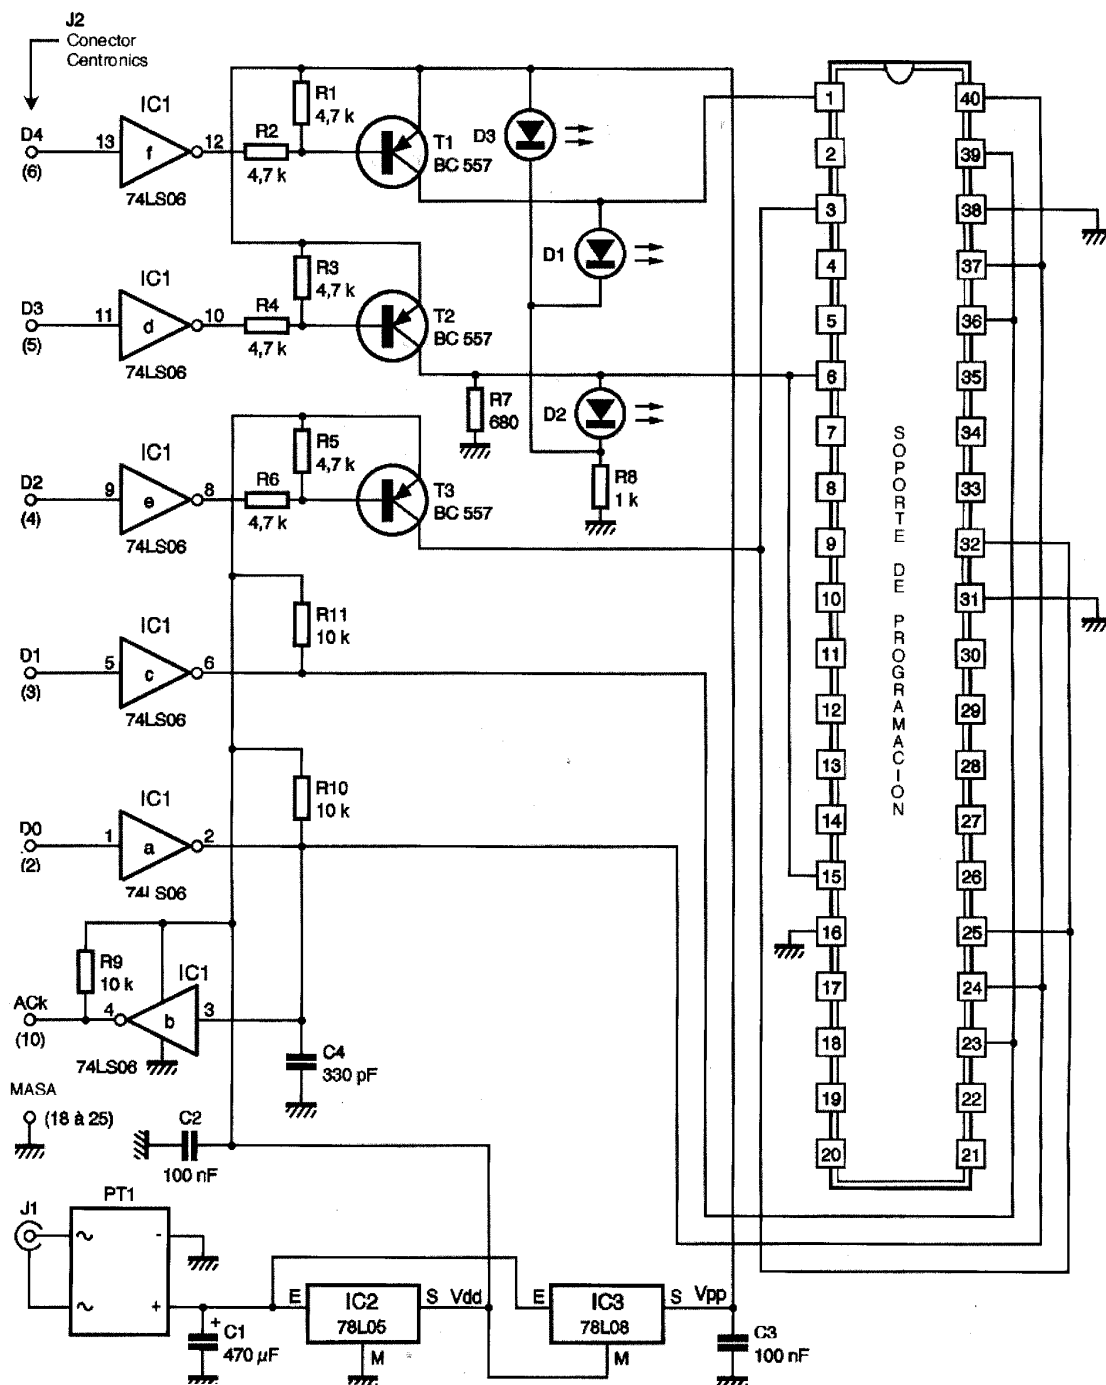 J2
Conector
Centronics
D4
(6)
13
IC1
f
12
74LS06
R2
4,7 k
R1
4,7 k
T1
BC 557
D3
D1
D3
(5)
11
IC1
d
10
74LS06
R4
4,7 k
R3
4,7 k
T2
BC 557
R7
680
D2
R8
1 k
D2
(4)
9
IC1
e
8
74LS06
R6
4,7 k
R5
4,7 k
T3
BC 557
D1
(3)
5
IC1
c
6
74LS06
R11
10 k
D0
(2)
1
IC1
a
2
74LS06
R10
10 k
R9
10 k
ACk
(10)
4
IC1
b
3
74LS06
C4
330 pF
MASA
(18 à 25)
C2
100 nF
J1
PT1
~
-
~
+
+
C1
470 µF
E
IC2
78L05
S
M
Vdd
E
IC3
78L08
S
M
Vpp
C3
100 nF
SOPORTE DE PROGRAMACION
1
2
3
4
5
6
7
8
9
10
11
12
13
14
15
16
17
18
19
20
40
39
38
37
36
35
34
33
32
31
30
29
28
27
26
25
24
23
22
21